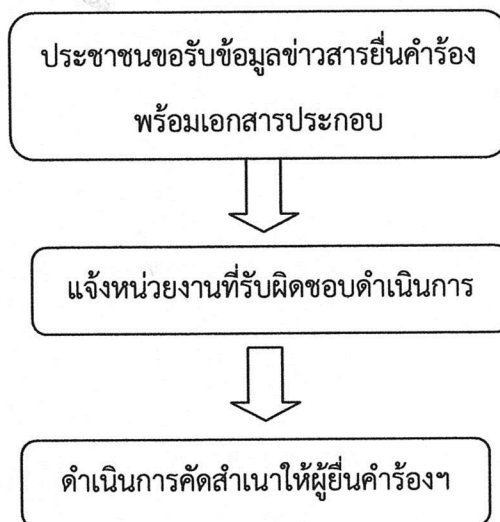 ประชาชนขอรับข้อมูลข่าวสารยื่นคำร้อง
พร้อมเอกสารประกอบ
แจ้งหน่วยงานที่รับผิดชอบดำเนินการ
ดำเนินการคัดสำเนาให้ผู้ยื่นคำร้องฯ